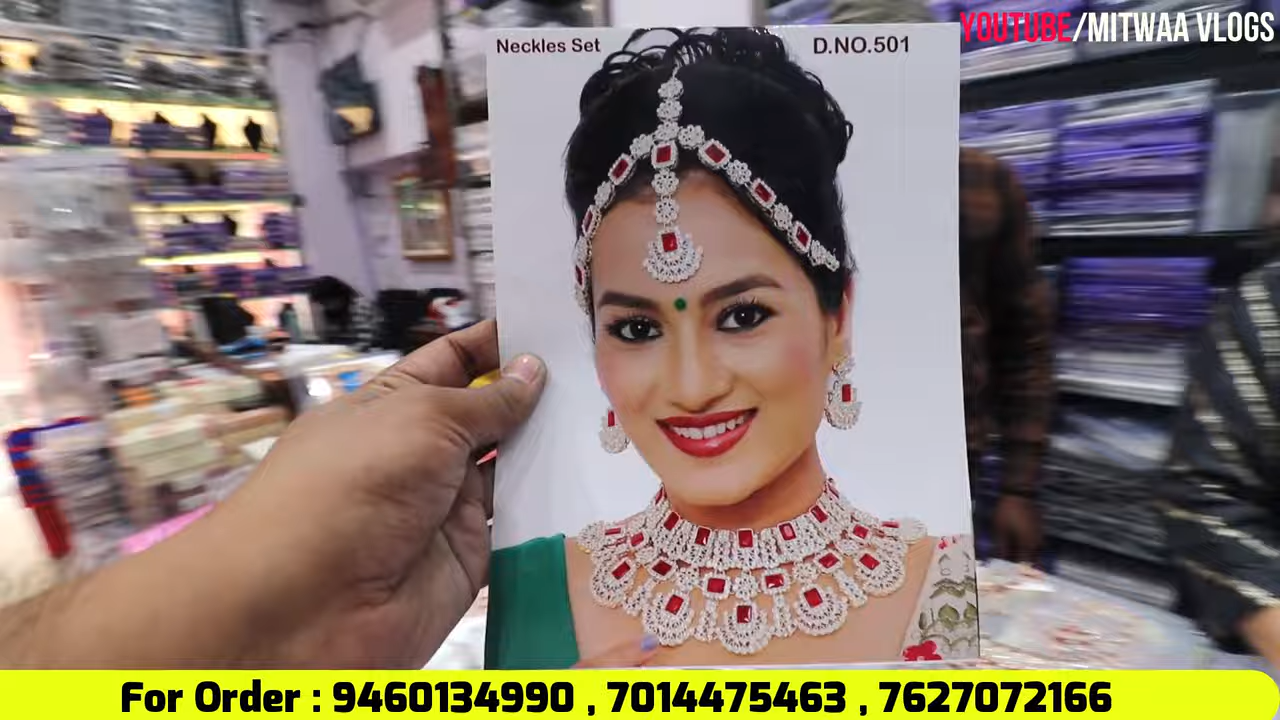 YOUTUBE/MITWAA VLOGS
Neckles Set
D.NO.501
For Order : 9460134990 , 7014475463 , 7627072166